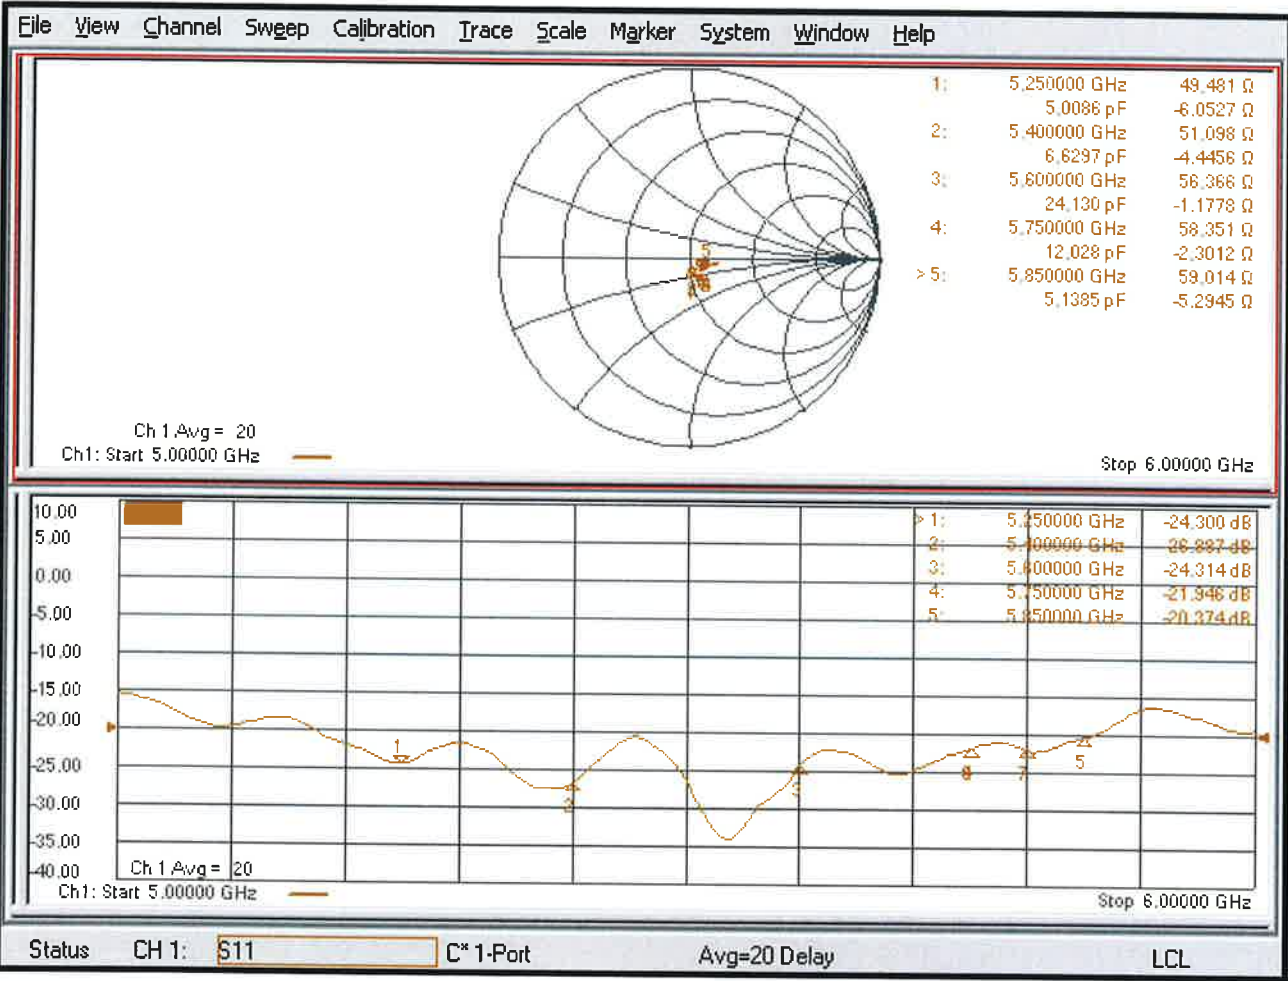 File View Channel Sweep Calibration Trace Scale Marker System Window Help
1: 5.250000 GHz 49.481 Ω
5.0086 pF -6.0527 Ω
2: 5.400000 GHz 51.098 Ω
6.6297 pF -4.4456 Ω
3: 5.600000 GHz 56.366 Ω
24.130 pF -1.1778 Ω
4: 5.750000 GHz 58.351 Ω
12.028 pF -2.3012 Ω
>5: 5.850000 GHz 59.014 Ω
5.1385 pF -5.2945 Ω
Ch 1 Avg = 20
Ch1: Start 5.00000 GHz
Stop 6.00000 GHz
10.00
5.00
0.00
-5.00
-10.00
-15.00
-20.00
-25.00
-30.00
-35.00
-40.00
>1: 5.250000 GHz -24.300 dB
2: 5.400000 GHz -26.887 dB
3: 5.600000 GHz -24.314 dB
4: 5.750000 GHz -21.946 dB
5: 5.850000 GHz -20.374 dB
1
2
3
5
Ch 1 Avg = 20
Ch1: Start 5.00000 GHz
Stop 6.00000 GHz
Status CH 1: S11 C* 1-Port Avg=20 Delay LCL